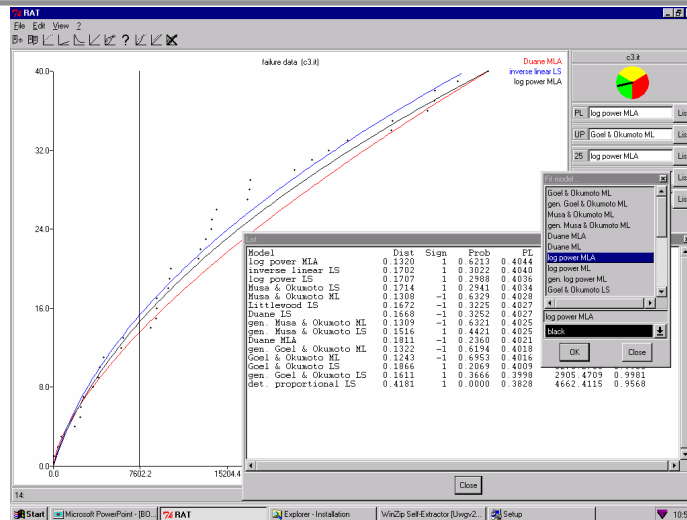 RAT
File Edit View ?
failure data (c3.it)
Duane MLA
inverse linear LS
log power MLA
40.0
32.0
24.0
16.0
8.0
0.0
0.0 7602.2 15204.4
14:
c3.it
PL log power MLA Lis
UP Goel & Okumoto ML Lis
25 log power MLA Lis
Lis
Lis
Fit model ...
Goel & Okumoto ML
gen. Goel & Okumoto ML
Musa & Okumoto ML
gen. Musa & Okumoto ML
Duane MLA
Duane ML
log power MLA
log power ML
gen. log power ML
Goel & Okumoto LS
log power MLA
black
OK Close
List
Model Dist Sign Prob PL
log power MLA 0.1320 1 0.6213 0.4044
inverse linear LS 0.1702 1 0.3022 0.4040
log power LS 0.1707 1 0.2988 0.4036
Musa & Okumoto LS 0.1714 1 0.2941 0.4034
Musa & Okumoto ML 0.1308 -1 0.6329 0.4028
Littlewood LS 0.1672 -1 0.3225 0.4027
Duane LS 0.1668 -1 0.3252 0.4027
gen. Musa & Okumoto ML 0.1309 -1 0.6321 0.4025
gen. Musa & Okumoto LS 0.1516 1 0.4421 0.4025
Duane MLA 0.1811 -1 0.2360 0.4021
gen. Goel & Okumoto ML 0.1322 -1 0.6194 0.4018
Goel & Okumoto ML 0.1243 -1 0.6953 0.4016
Goel & Okumoto LS 0.1866 1 0.2069 0.4009
gen. Goel & Okumoto LS 0.1611 1 0.3666 0.3998 2905.4709 0.9981
det. proportional LS 0.4181 1 0.0000 0.3828 4662.4115 0.9568
Close
Start Microsoft PowerPoint - [BO... RAT Explorer - Installation WinZip Self-Extractor [Uwgv2... Setup 10:5